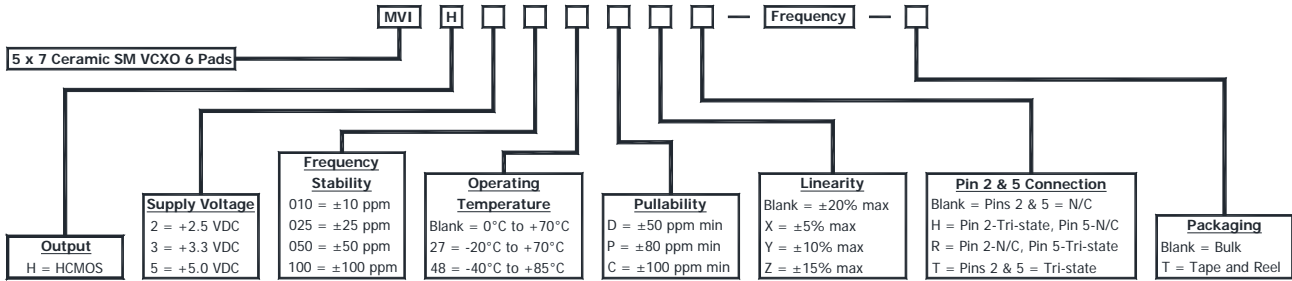 MVI H — Frequency —
5 x 7 Ceramic SM VCXO 6 Pads
Output
H = HCMOS
Supply Voltage
2 = +2.5 VDC
3 = +3.3 VDC
5 = +5.0 VDC
Frequency
Stability
010 = ±10 ppm
025 = ±25 ppm
050 = ±50 ppm
100 = ±100 ppm
Operating
Temperature
Blank = 0°C to +70°C
27 = -20°C to +70°C
48 = -40°C to +85°C
Pullability
D = ±50 ppm min
P = ±80 ppm min
C = ±100 ppm min
Linearity
Blank = ±20% max
X = ±5% max
Y = ±10% max
Z = ±15% max
Pin 2 & 5 Connection
Blank = Pins 2 & 5 = N/C
H = Pin 2-Tri-state, Pin 5-N/C
R = Pin 2-N/C, Pin 5-Tri-state
T = Pins 2 & 5 = Tri-state
Packaging
Blank = Bulk
T = Tape and Reel